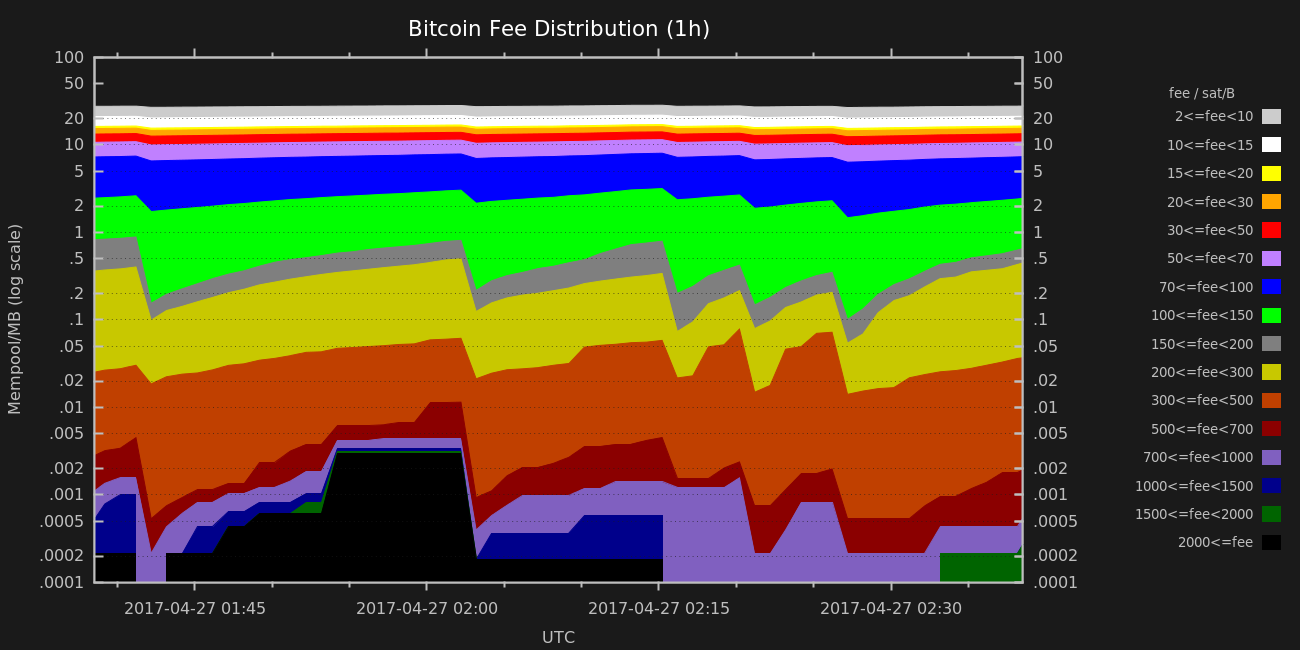 Bitcoin Fee Distribution (1h)
Mempool/MB (log scale)
100
50
20
10
5
2
1
.5
.2
.1
.05
.02
.01
.005
.002
.001
.0005
.0002
.0001
100
50
20
10
5
2
1
.5
.2
.1
.05
.02
.01
.005
.002
.001
.0005
.0002
.0001
2017-04-27 01:45
2017-04-27 02:00
2017-04-27 02:15
2017-04-27 02:30
UTC
fee / sat/B
2<=fee<10
10<=fee<15
15<=fee<20
20<=fee<30
30<=fee<50
50<=fee<70
70<=fee<100
100<=fee<150
150<=fee<200
200<=fee<300
300<=fee<500
500<=fee<700
700<=fee<1000
1000<=fee<1500
1500<=fee<2000
2000<=fee